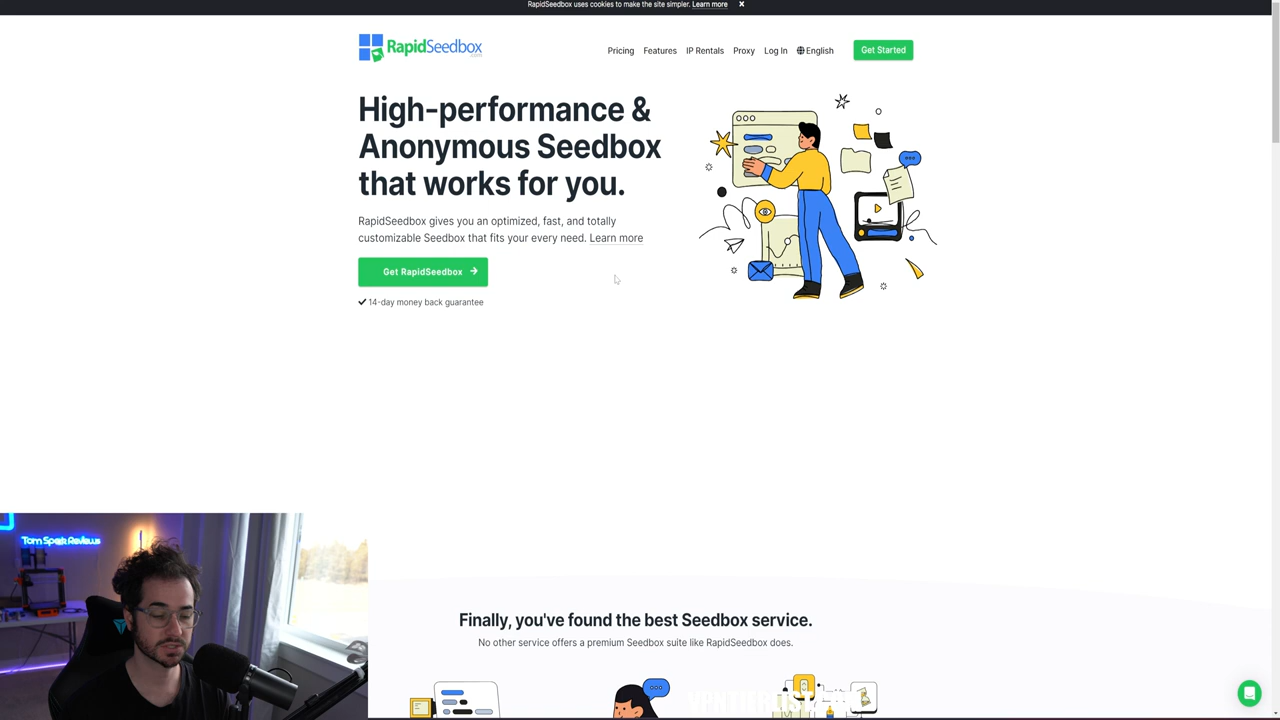 RapidSeedbox uses cookies to make the site simpler. Learn more X
RapidSeedbox
.com
Pricing Features IP Rentals Proxy Log In English Get Started
High-performance &
Anonymous Seedbox
that works for you.
RapidSeedbox gives you an optimized, fast, and totally
customizable Seedbox that fits your every need. Learn more
Get RapidSeedbox
14-day money back guarantee
Tom Spark Reviews
Finally, you've found the best Seedbox service.
No other service offers a premium Seedbox suite like RapidSeedbox does.